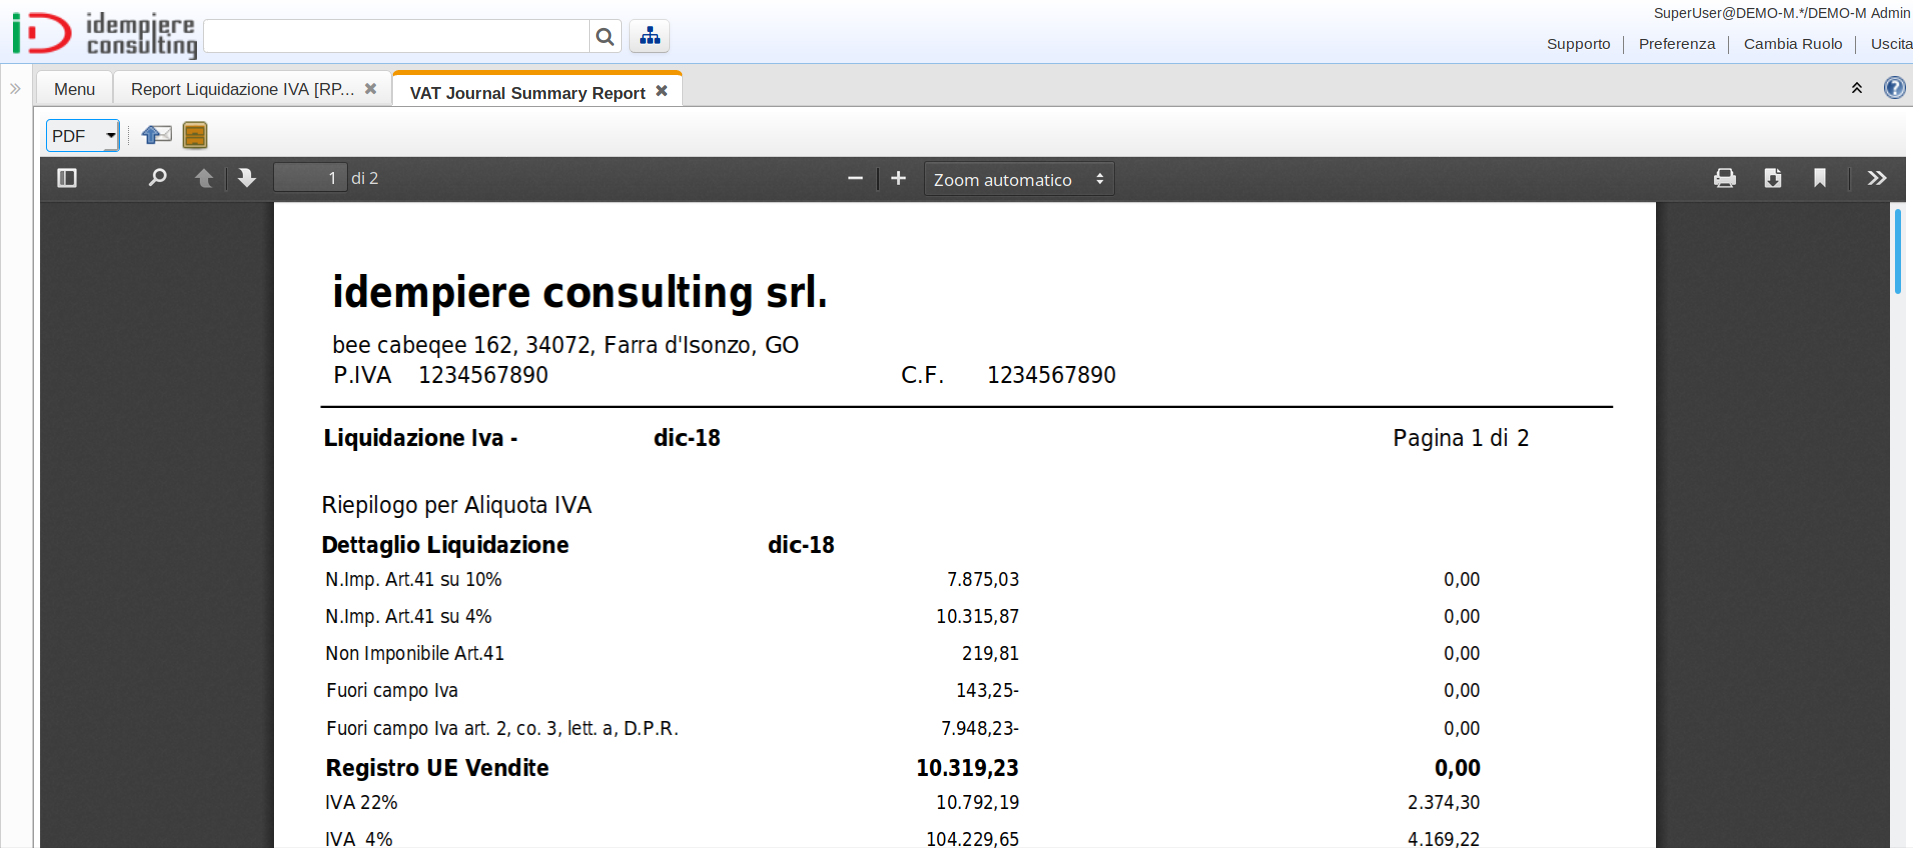 idempiere
consulting
SuperUser@DEMO-M.*/DEMO-M Admin
Supporto Preferenza Cambia Ruolo Uscita
Menu Report Liquidazione IVA [RP... VAT Journal Summary Report
PDF
1 di 2 Zoom automatico
idempiere consulting srl.
bee cabeqee 162, 34072, Farra d'Isonzo, GO
P.IVA 1234567890 C.F. 1234567890
Liquidazione Iva - dic-18 Pagina 1 di 2
Riepilogo per Aliquota IVA
Dettaglio Liquidazione dic-18
N.Imp. Art.41 su 10% 7.875,03 0,00
N.Imp. Art.41 su 4% 10.315,87 0,00
Non Imponibile Art.41 219,81 0,00
Fuori campo Iva 143,25- 0,00
Fuori campo Iva art. 2, co. 3, lett. a, D.P.R. 7.948,23- 0,00
Registro UE Vendite 10.319,23 0,00
IVA 22% 10.792,19 2.374,30
IVA 4% 104.229,65 4.169,22